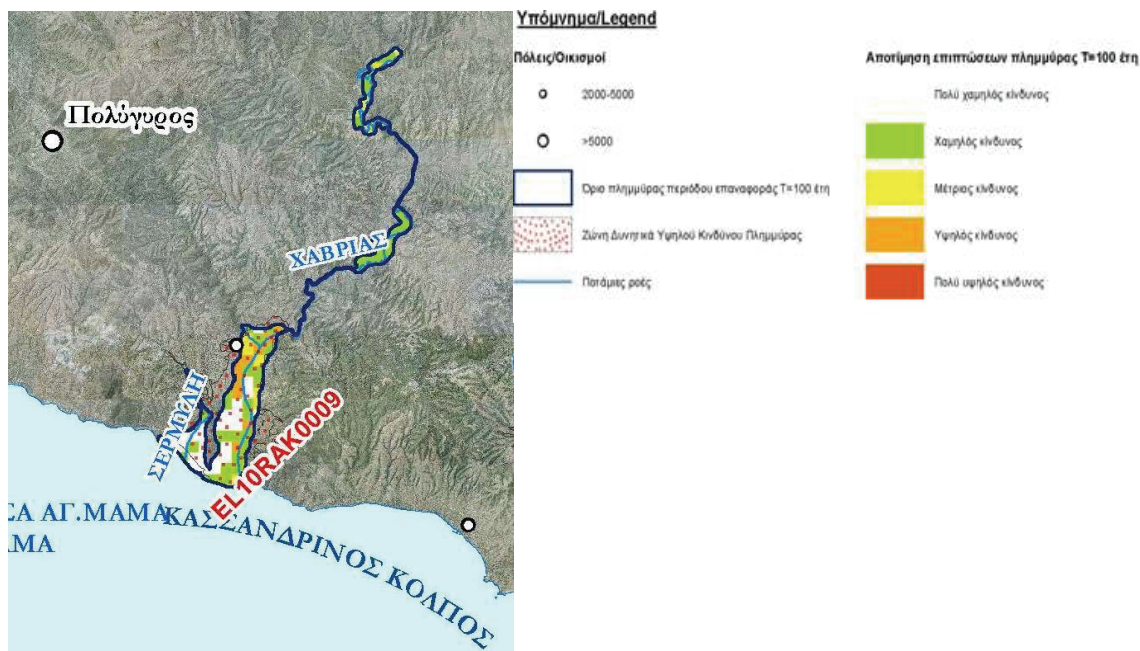 Πολύγυρος
ΧΑΒΡΙΑΣ
ΣΕΡΜΥΛΗ
EL10RAK0009
ΣΑ ΑΓ.ΜΑΜΑ
ΑΜΑ
ΚΑΣΣΑΝΔΡΙΝΟΣ ΚΟΛΠΟΣ
Υπόμνημα/Legend
Πόλεις/Οικισμοί
2000-5000
>5000
Όριο πλημμύρας περιόδου επαναφοράς Τ=100 έτη
Ζώνη Δυνητικά Υψηλού Κινδύνου Πλημμύρας
Ποτάμιες ροές
Αποτίμηση επιπτώσεων πλημμύρας Τ=100 έτη
Πολύ χαμηλός κίνδυνος
Χαμηλός κίνδυνος
Μέτριος κίνδυνος
Υψηλός κίνδυνος
Πολύ υψηλός κίνδυνος